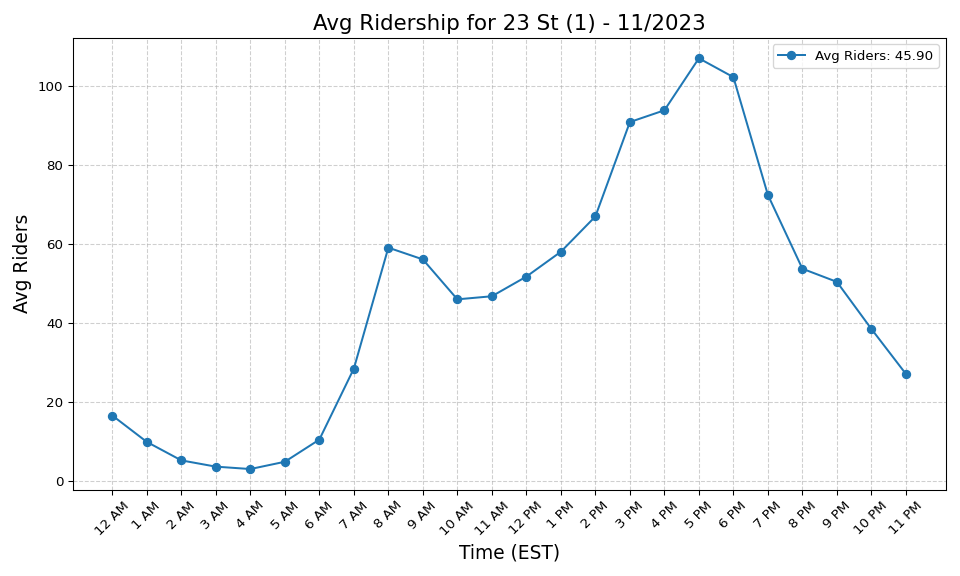 Avg Ridership for 23 St (1) - 11/2023
Avg Riders: 45.90
Avg Riders
100
80
60
40
20
0
12 AM
1 AM
2 AM
3 AM
4 AM
5 AM
6 AM
7 AM
8 AM
9 AM
10 AM
11 AM
12 PM
1 PM
2 PM
3 PM
4 PM
5 PM
6 PM
7 PM
8 PM
9 PM
10 PM
11 PM
Time (EST)